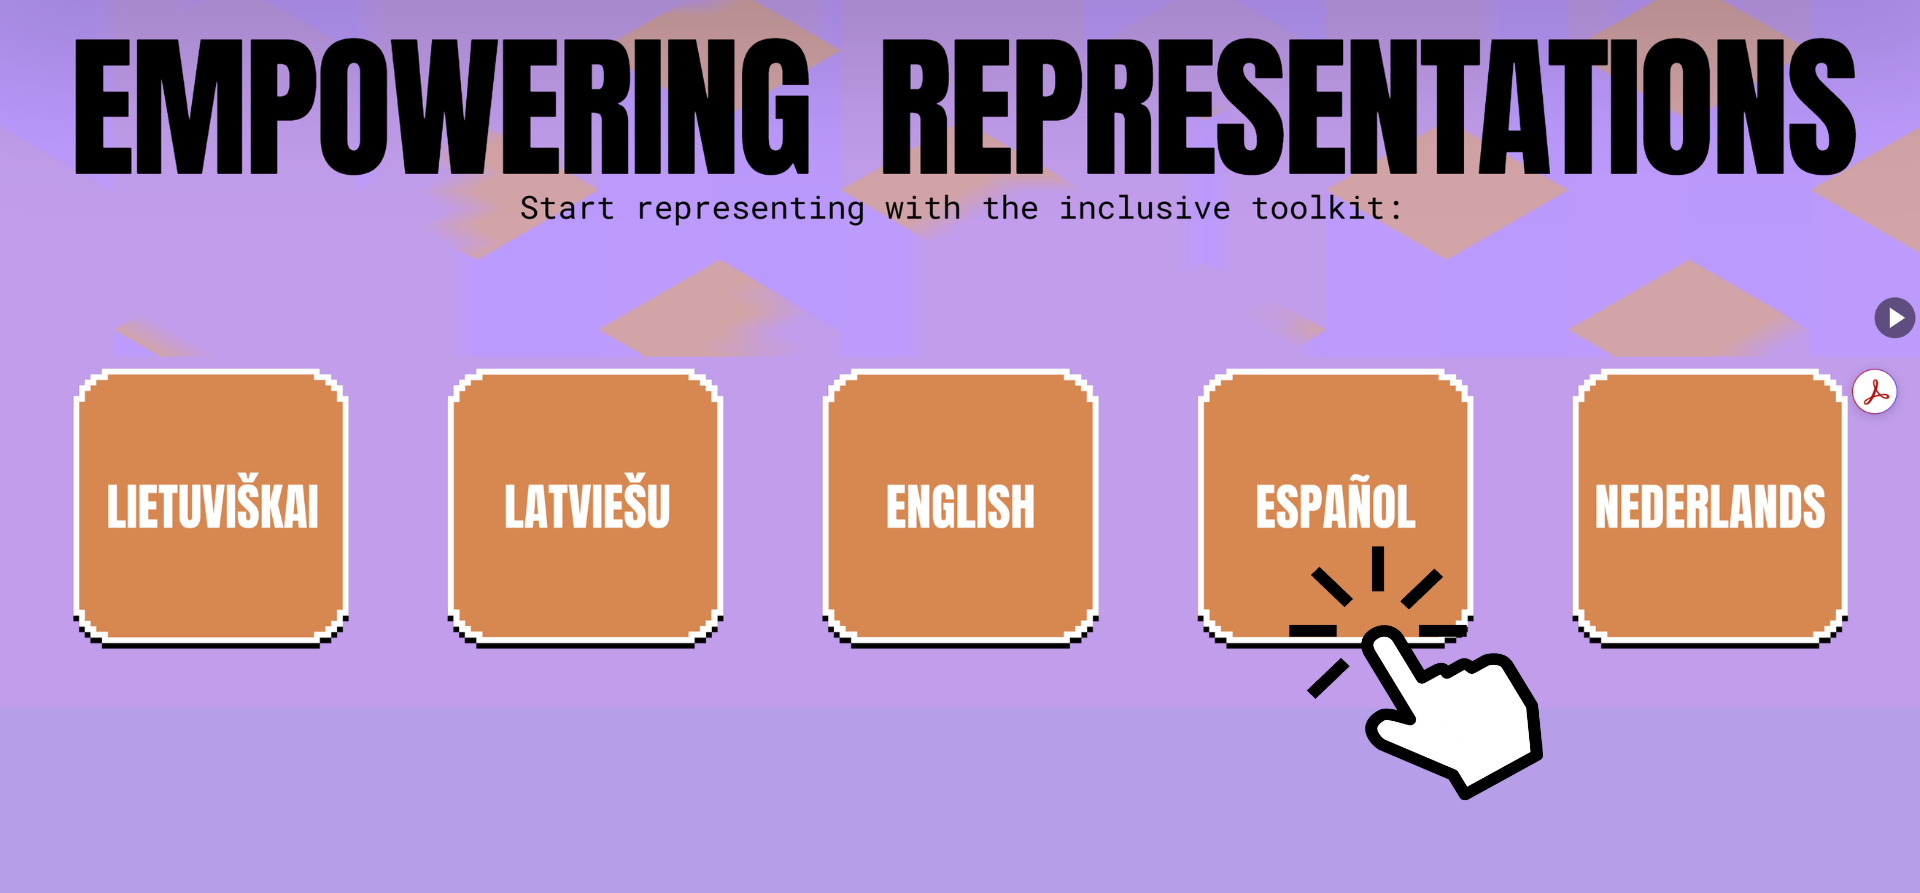 EMPOWERING REPRESENTATIONS
Start representing with the inclusive toolkit:
LIETUVIŠKAI
LATVIEŠU
ENGLISH
ESPAÑOL
NEDERLANDS